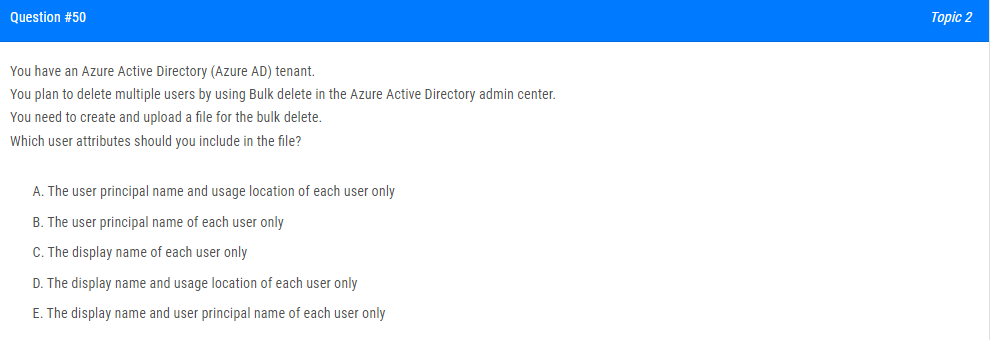 Question #50 Topic 2
You have an Azure Active Directory (Azure AD) tenant.
You plan to delete multiple users by using Bulk delete in the Azure Active Directory admin center.
You need to create and upload a file for the bulk delete.
Which user attributes should you include in the file?
A. The user principal name and usage location of each user only
B. The user principal name of each user only
C. The display name of each user only
D. The display name and usage location of each user only
E. The display name and user principal name of each user only